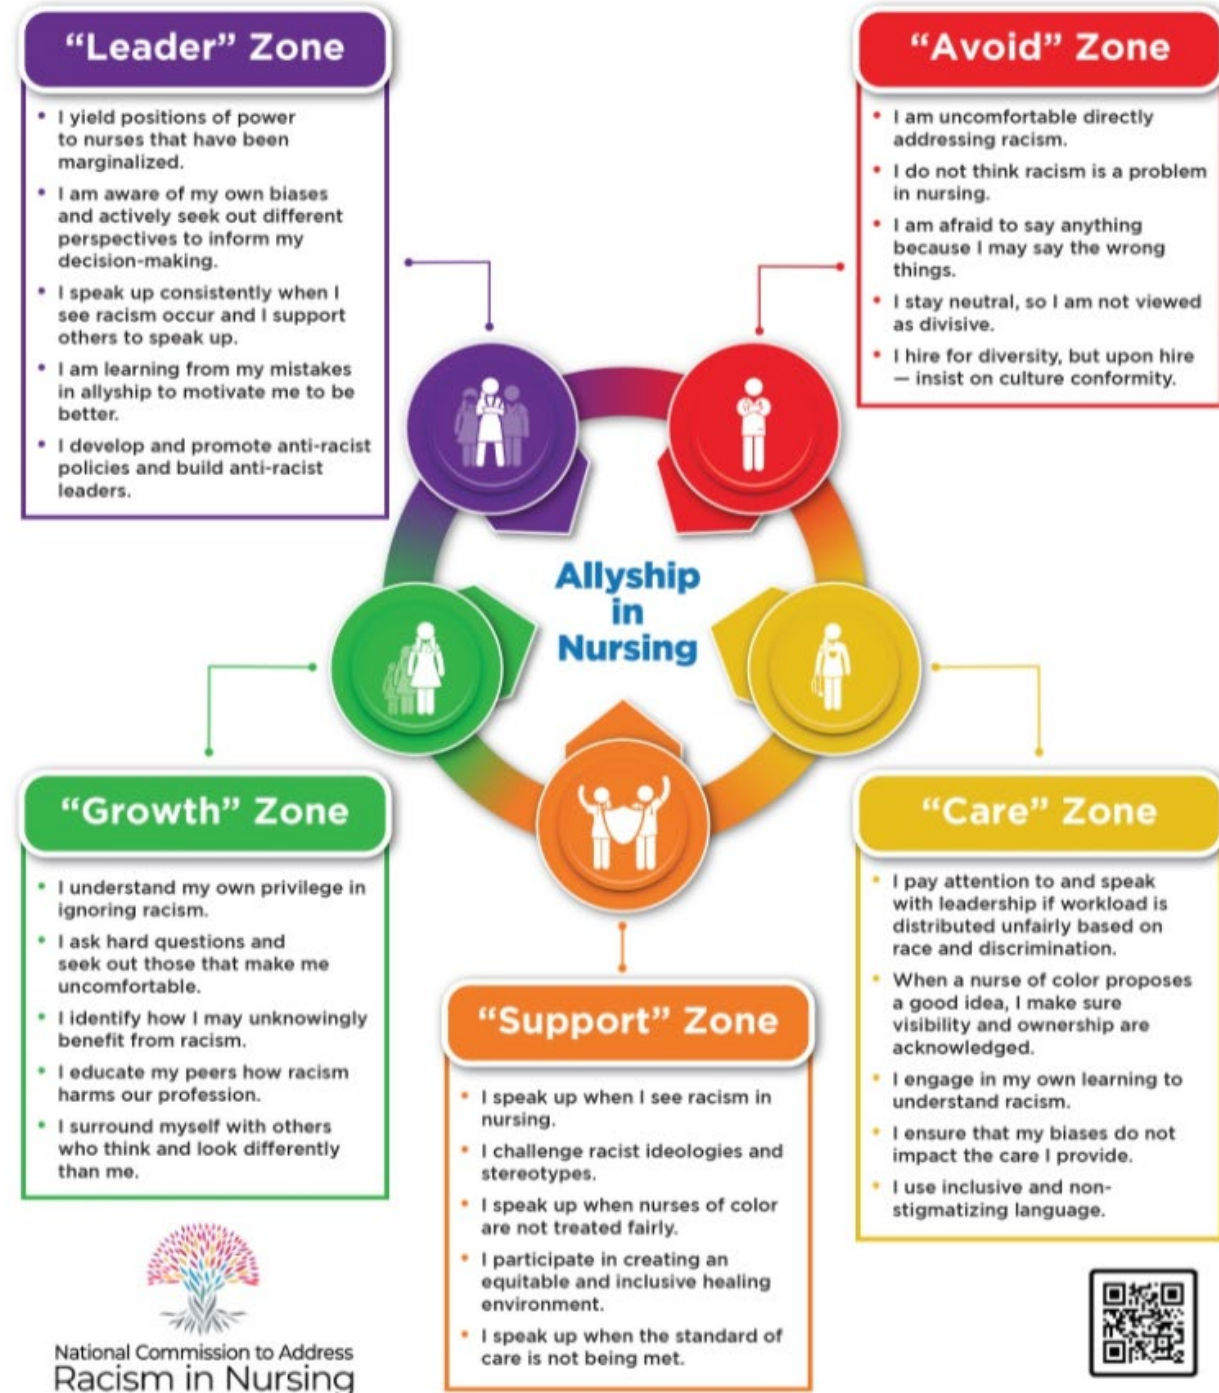 “Leader” Zone
• I yield positions of power
to nurses that have been
marginalized.
• I am aware of my own biases
and actively seek out different
perspectives to inform my
decision-making.
• I speak up consistently when I
see racism occur and I support
others to speak up.
• I am learning from my mistakes
in allyship to motivate me to be
better.
• I develop and promote anti-racist
policies and build anti-racist
leaders.
“Avoid” Zone
• I am uncomfortable directly
addressing racism.
• I do not think racism is a problem
in nursing.
• I am afraid to say anything
because I may say the wrong
things.
• I stay neutral, so I am not viewed
as divisive.
• I hire for diversity, but upon hire
— insist on culture conformity.
Allyship
in
Nursing
“Growth” Zone
• I understand my own privilege in
ignoring racism.
• I ask hard questions and
seek out those that make me
uncomfortable.
• I identify how I may unknowingly
benefit from racism.
• I educate my peers how racism
harms our profession.
• I surround myself with others
who think and look differently
than me.
“Care” Zone
• I pay attention to and speak
with leadership if workload is
distributed unfairly based on
race and discrimination.
• When a nurse of color proposes
a good idea, I make sure
visibility and ownership are
acknowledged.
• I engage in my own learning to
understand racism.
• I ensure that my biases do not
impact the care I provide.
• I use inclusive and non-
stigmatizing language.
“Support” Zone
• I speak up when I see racism in
nursing.
• I challenge racist ideologies and
stereotypes.
• I speak up when nurses of color
are not treated fairly.
• I participate in creating an
equitable and inclusive healing
environment.
• I speak up when the standard of
care is not being met.
National Commission to Address
Racism in Nursing